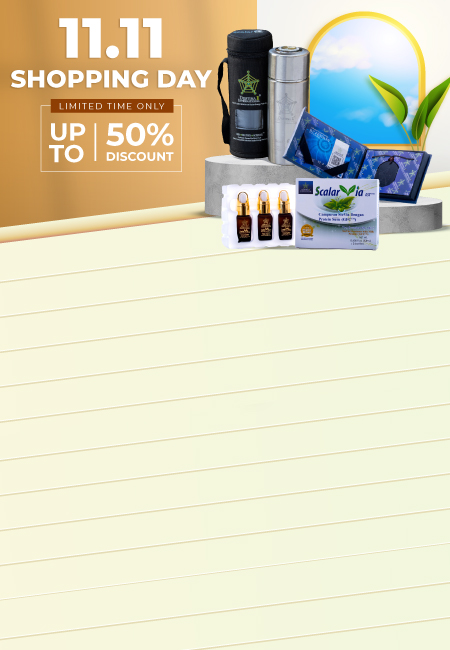 11.11
SHOPPING DAY
LIMITED TIME ONLY
UP TO
50%
DISCOUNT
ScalarVia